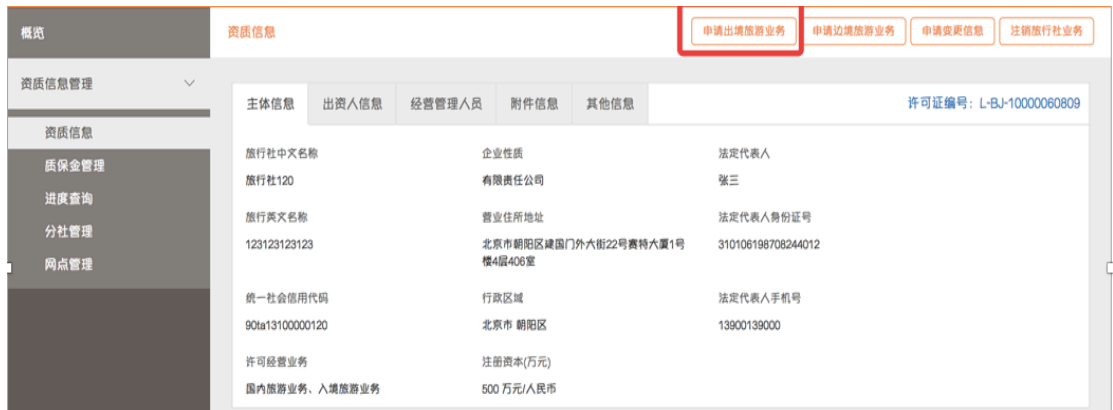 概览
资质信息
申请出境旅游业务
申请边境旅游业务
申请变更信息
注销旅行社业务
资质信息管理
主体信息
出资人信息
经营管理人员
附件信息
其他信息
许可证编号：L-BJ-10000060809
资质信息
质保金管理
进度查询
分社管理
网点管理
旅行社中文名称
企业性质
法定代表人
旅行社120
有限责任公司
张三
旅行英文名称
营业住所地址
法定代表人身份证号
123123123123
北京市朝阳区建国门外大街22号赛特大厦1号
楼4层406室
310106198708244012
统一社会信用代码
行政区域
法定代表人手机号
90ta13100000120
北京市 朝阳区
13900139000
许可经营业务
注册资本(万元)
国内旅游业务、入境旅游业务
500 万元/人民币